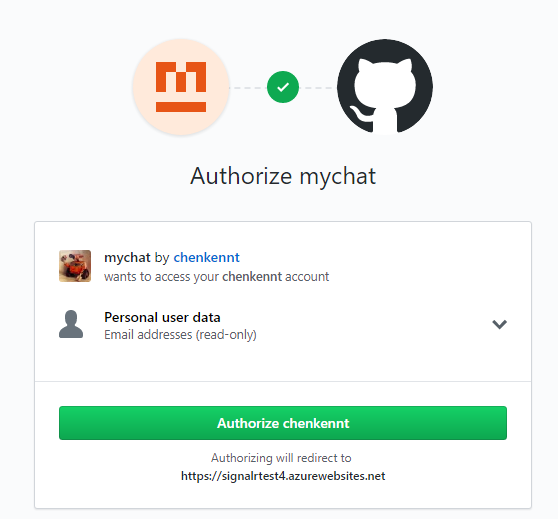 Authorize mychat
mychat by chenkennt
wants to access your chenkennt account
Personal user data
Email addresses (read-only)
Authorize chenkennt
Authorizing will redirect to
https://signalrtest4.azurewebsites.net